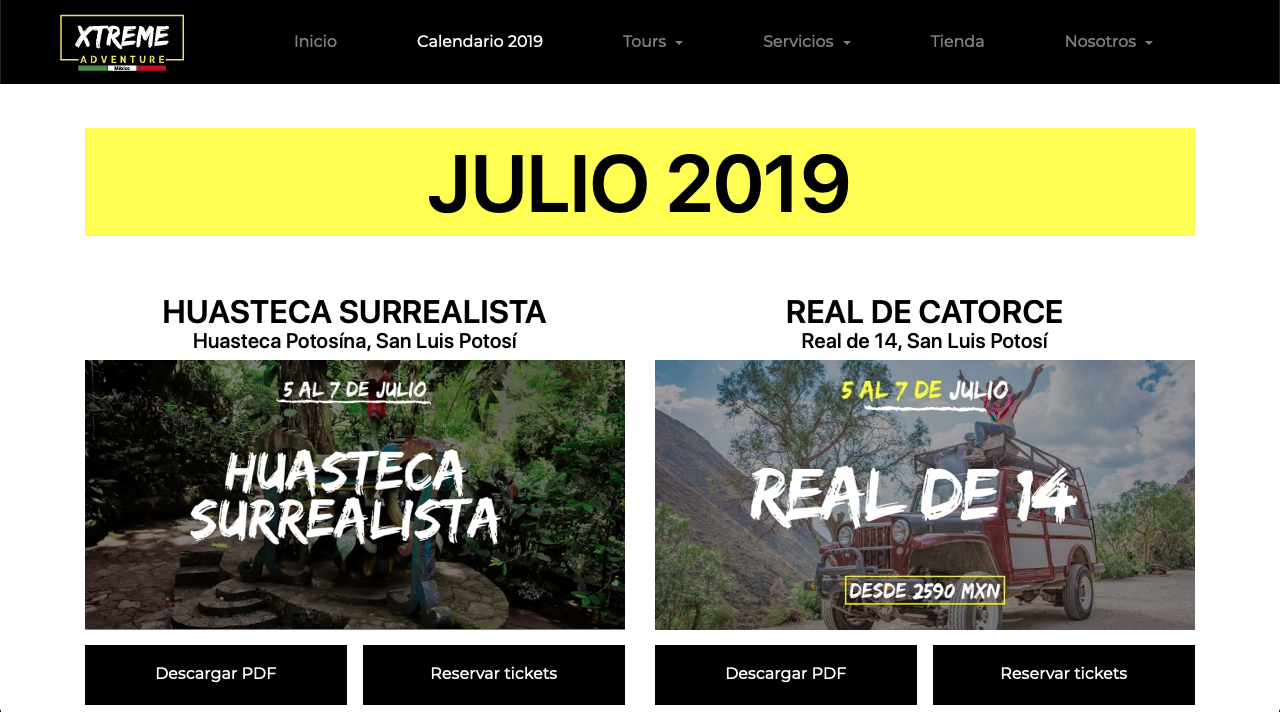 XTREME
ADVENTURE
México
Inicio
Calendario 2019
Tours
Servicios
Tienda
Nosotros
JULIO 2019
HUASTECA SURREALISTA
Huasteca Potosína, San Luis Potosí
5 AL 7 DE JULIO
HUASTECA
SURREALISTA
Descargar PDF
Reservar tickets
REAL DE CATORCE
Real de 14, San Luis Potosí
5 AL 7 DE JULIO
REAL DE 14
DESDE 2590 MXN
Descargar PDF
Reservar tickets